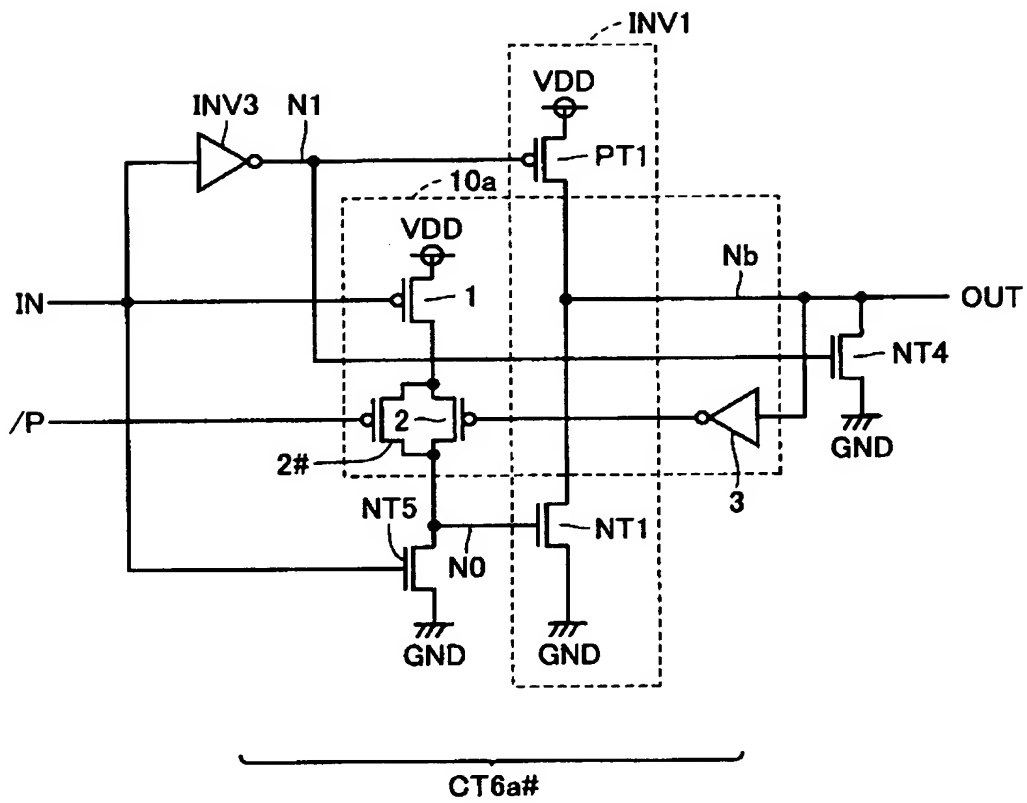 INV1
VDD
INV3 N1
PT1
10a
VDD
Nb
IN
1
OUT
NT4
/P
2
GND
2#
3
NT5
NT1
N0
GND
GND
CT6a#